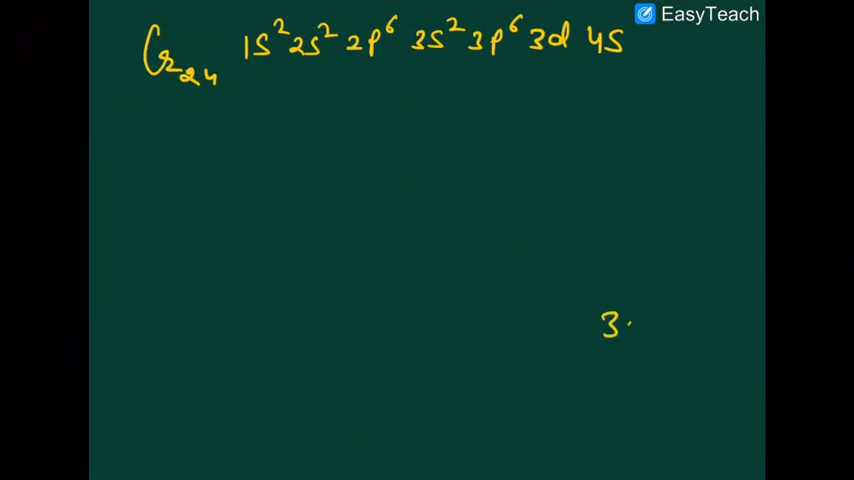 EasyTeach
Cr₂₄ 1S² 2S² 2p⁶ 3S² 3p⁶ 3d 4S
3.